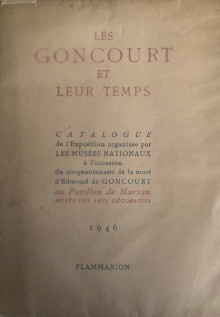 LES
GONCOURT
ET
LEUR TEMPS
CATALOGUE
de l'Exposition organisée par
LES MUSÉES NATIONAUX
à l'occasion
du cinquantenaire de la mort
d'Edmond de GONCOURT
au Pavillon de Marsan
MUSÉE DES ARTS DÉCORATIFS
1946
FLAMMARION